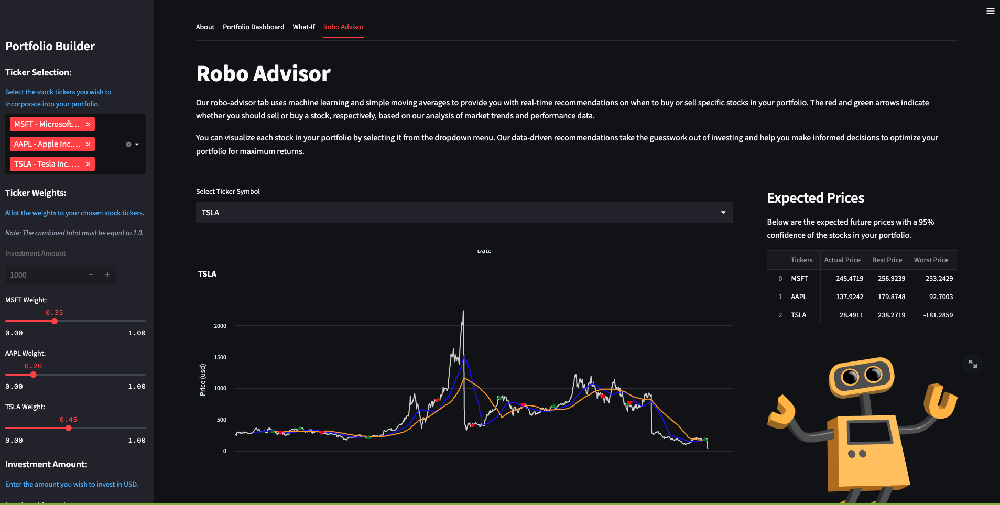 Portfolio Builder
Ticker Selection:
Select the stock tickers you wish to
incorporate into your portfolio.
MSFT - Microsoft...
AAPL - Apple Inc....
TSLA - Tesla Inc. ...
Ticker Weights:
Allot the weights to your chosen stock tickers.
Note: The combined total must be equal to 1.0.
Investment Amount
1000
MSFT Weight:
0.35
0.00 1.00
AAPL Weight:
0.20
0.00 1.00
TSLA Weight:
0.45
0.00 1.00
Investment Amount:
Enter the amount you wish to invest in USD.
About Portfolio Dashboard What-If Robo Advisor
Robo Advisor
Our robo-advisor tab uses machine learning and simple moving averages to provide you with real-time recommendations on when to buy or sell specific stocks in your portfolio. The red and green arrows indicate
whether you should sell or buy a stock, respectively, based on our analysis of market trends and performance data.
You can visualize each stock in your portfolio by selecting it from the dropdown menu. Our data-driven recommendations take the guesswork out of investing and help you make informed decisions to optimize your
portfolio for maximum returns.
Select Ticker Symbol
TSLA
Date
TSLA
Price (usd)
2000
1500
1000
500
0
Expected Prices
Below are the expected future prices with a 95%
confidence of the stocks in your portfolio.
Tickers Actual Price Best Price Worst Price
0 MSFT 245.4719 256.9239 233.2429
1 AAPL 137.9242 179.8748 92.7003
2 TSLA 28.4911 238.2719 -181.2859